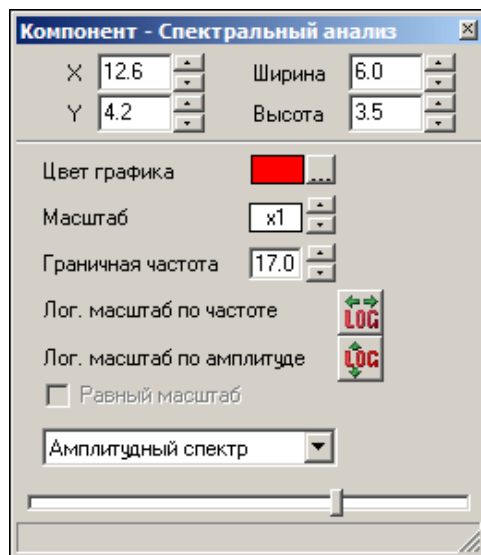 Компонент - Спектральный анализ
X 12.6 Ширина 6.0
Y 4.2 Высота 3.5
Цвет графика ...
Масштаб x1
Граничная частота 17.0
Лог. масштаб по частоте LOG
Лог. масштаб по амплитуде LOG
Равный масштаб
Амплитудный спектр